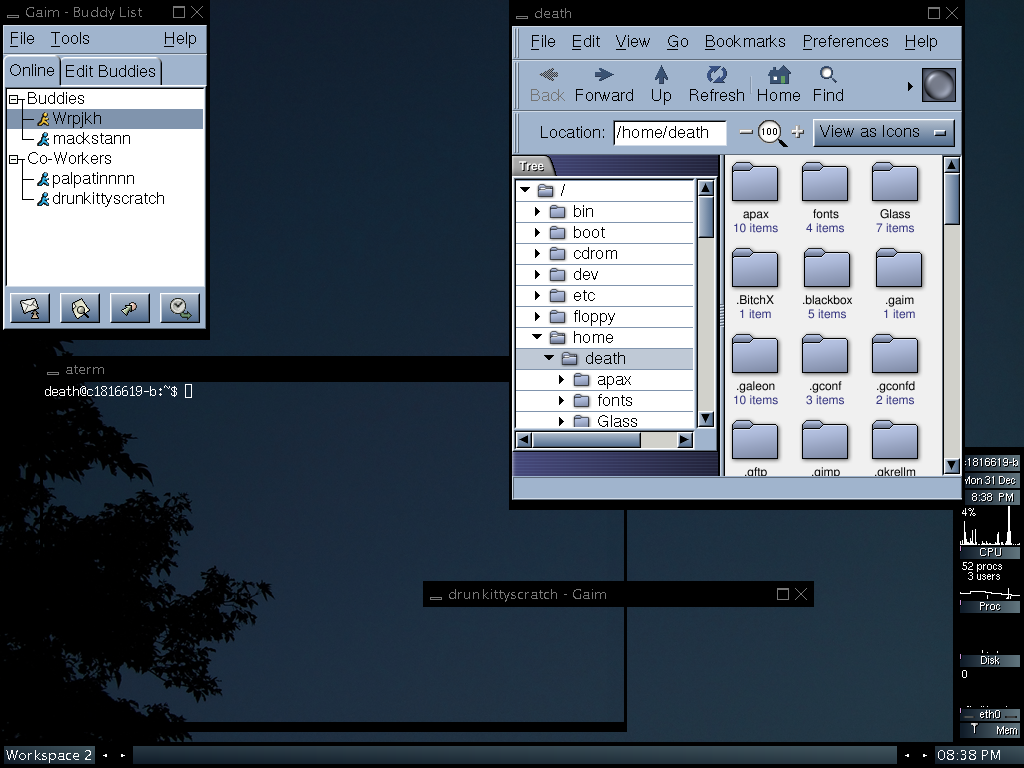 Gaim - Buddy List
File Tools Help
Online Edit Buddies
Buddies
Wrpjkh
mackstann
Co-Workers
palpatinnnn
drunkittyscratch
death
File Edit View Go Bookmarks Preferences Help
Back Forward Up Refresh Home Find
Location: /home/death 100 View as Icons
Tree
/
bin
boot
cdrom
dev
etc
floppy
home
death
apax
fonts
Glass
apax fonts Glass
10 items 4 items 7 items
.BitchX .blackbox .gaim
1 item 5 items 1 item
.galeon .gconf .gconfd
10 items 3 items 2 items
.gftp .gimp .gkrellm
aterm
death@c1816619-b:~$
drunkittyscratch - Gaim
c1816619-b
Mon 31 Dec
8:38 PM
4%
CPU
52 procs
3 users
Proc
Disk
0
eth0
Mem
Workspace 2
08:38 PM